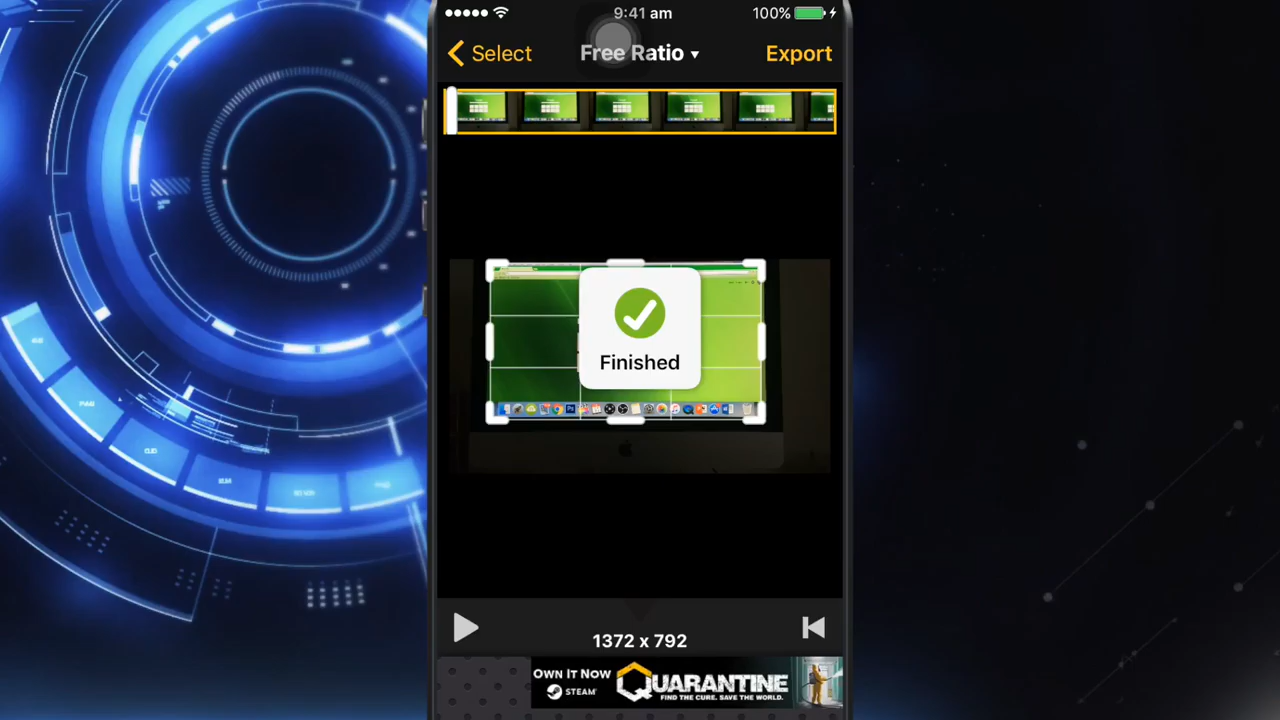 9:41 am
100%
Select
Free Ratio
Export
Finished
1372 x 792
OWN IT NOW
STEAM
QUARANTINE
FIND THE CURE. SAVE THE WORLD.